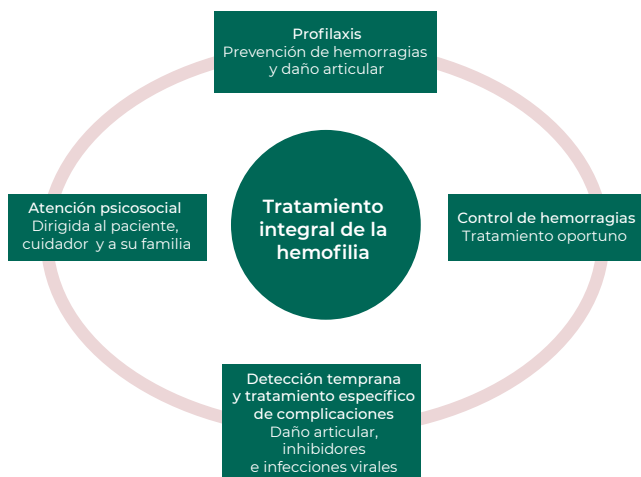 Profilaxis
Prevención de hemorragias
y daño articular
Atención psicosocial
Dirigida al paciente,
cuidador y a su familia
Tratamiento
integral de la
hemofilia
Control de hemorragias
Tratamiento oportuno
Detección temprana
y tratamiento específico
de complicaciones
Daño articular,
inhibidores
e infecciones virales